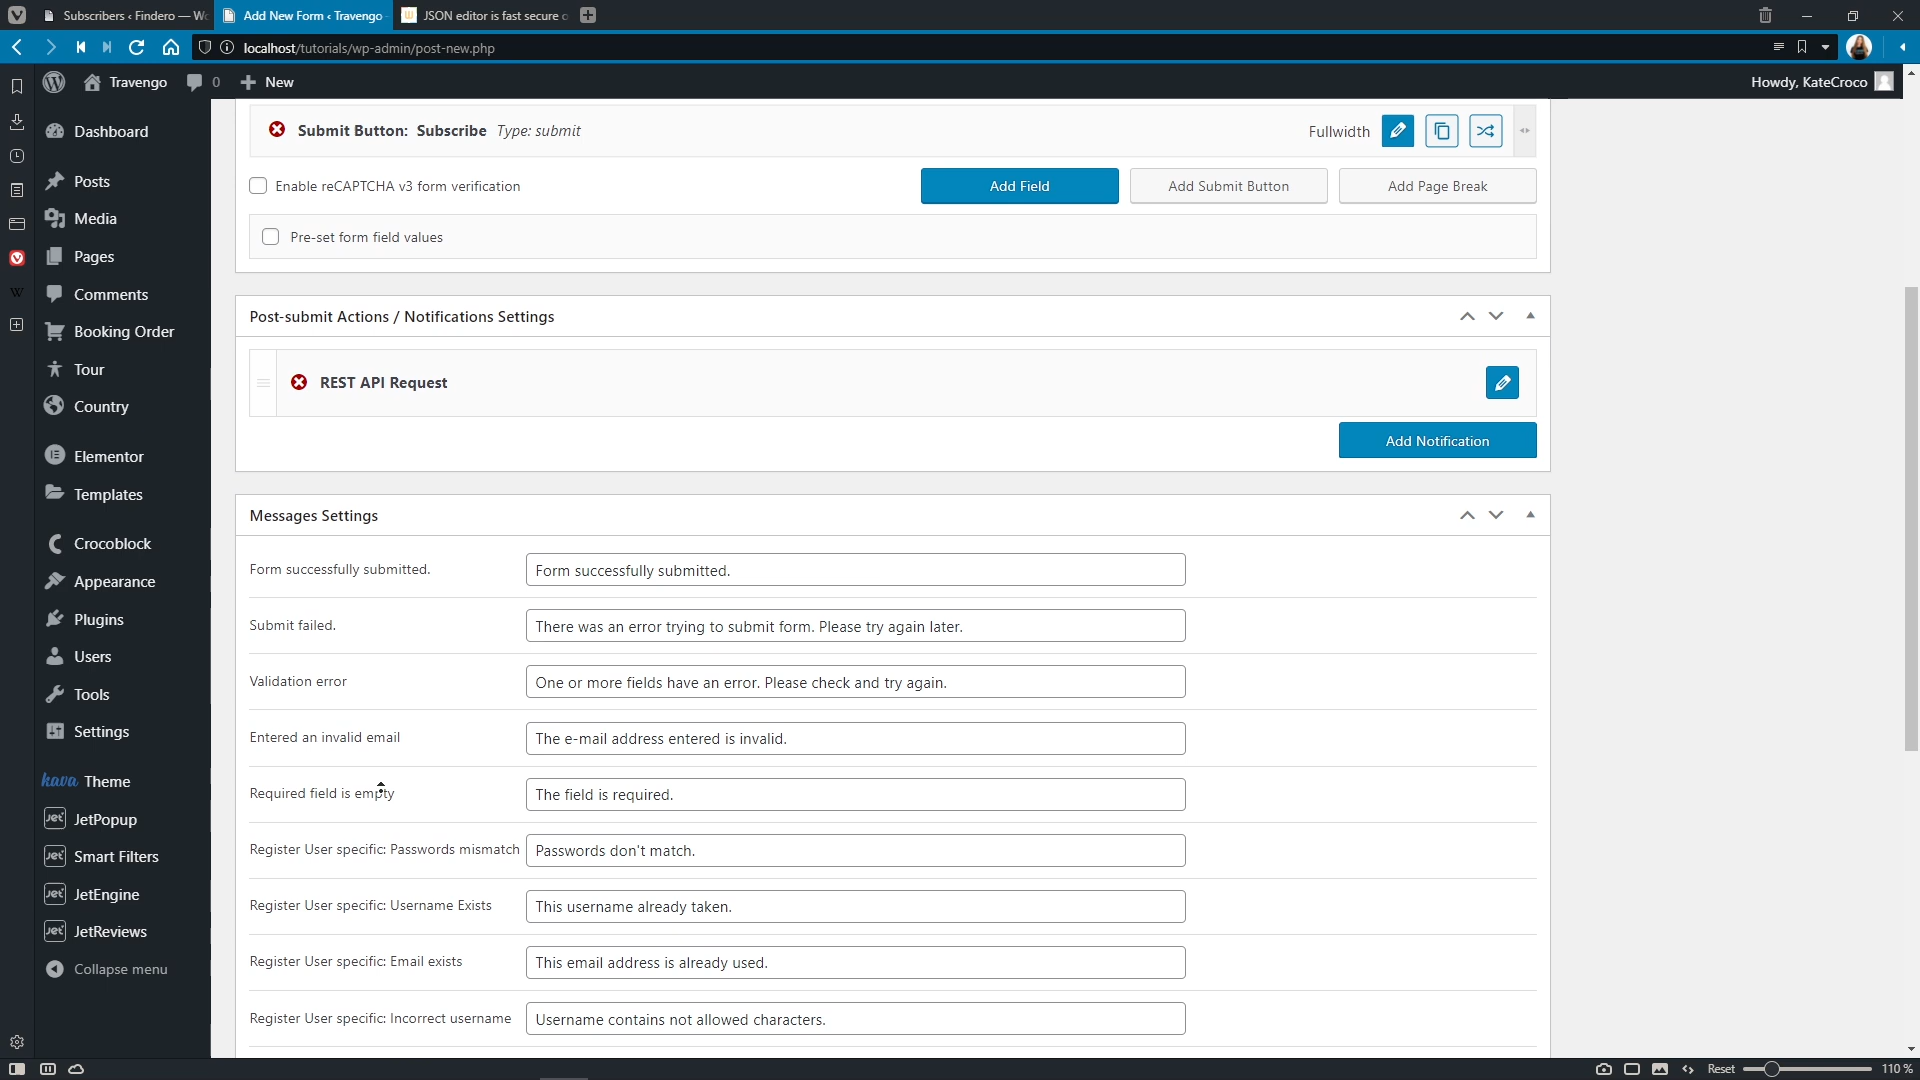 Subscribers ‹ Findero — Wo
Add New Form ‹ Travengo
JSON editor is fast secure o
localhost/tutorials/wp-admin/post-new.php
Travengo
0
New
Howdy, KateCroco
Dashboard
Posts
Media
Pages
Comments
Booking Order
Tour
Country
Elementor
Templates
Crocoblock
Appearance
Plugins
Users
Tools
Settings
kava Theme
Jet JetPopup
Jet Smart Filters
Jet JetEngine
Jet JetReviews
Collapse menu
Submit Button: Subscribe Type: submit
Fullwidth
Enable reCAPTCHA v3 form verification
Add Field
Add Submit Button
Add Page Break
Pre-set form field values
Post-submit Actions / Notifications Settings
REST API Request
Add Notification
Messages Settings
Form successfully submitted.
Form successfully submitted.
Submit failed.
There was an error trying to submit form. Please try again later.
Validation error
One or more fields have an error. Please check and try again.
Entered an invalid email
The e-mail address entered is invalid.
Required field is empty
The field is required.
Register User specific: Passwords mismatch
Passwords don't match.
Register User specific: Username Exists
This username already taken.
Register User specific: Email exists
This email address is already used.
Register User specific: Incorrect username
Username contains not allowed characters.
Reset
110 %